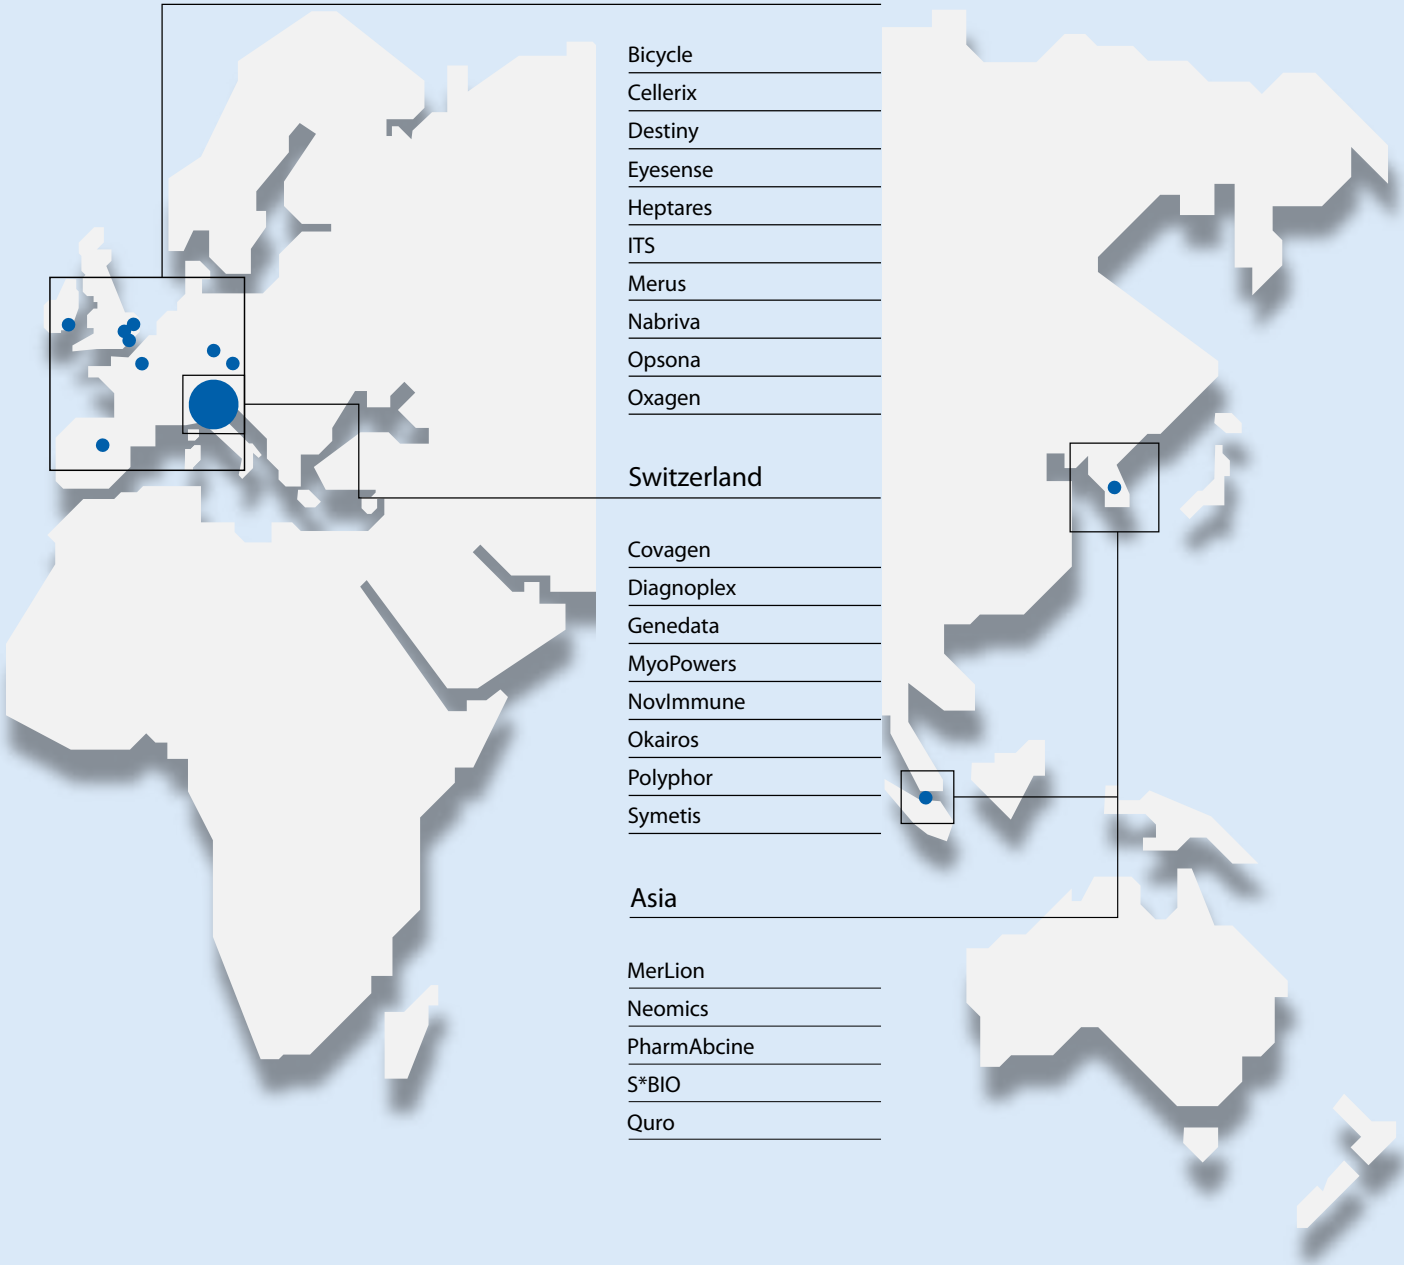 Bicycle
Cellerix
Destiny
Eyesense
Heptares
ITS
Merus
Nabriva
Opsona
Oxagen
Switzerland
Covagen
Diagnoplex
Genedata
MyoPowers
NovImmune
Okairos
Polyphor
Symetis
Asia
MerLion
Neomics
PharmAbcine
S*BIO
Quro